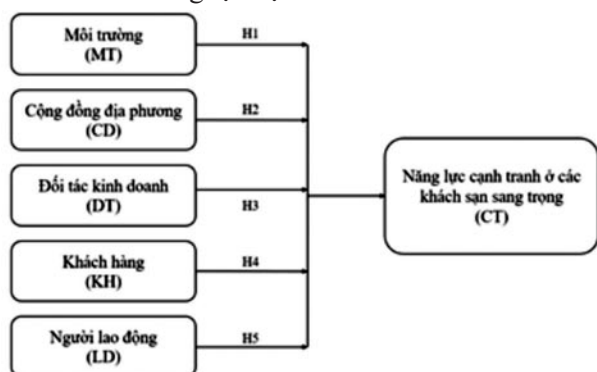 Môi trường
(MT)
H1
Cộng đồng địa phương
(CD)
H2
Đối tác kinh doanh
(DT)
H3
Khách hàng
(KH)
H4
Người lao động
(LD)
H5
Năng lực cạnh tranh ở các
khách sạn sang trọng
(CT)